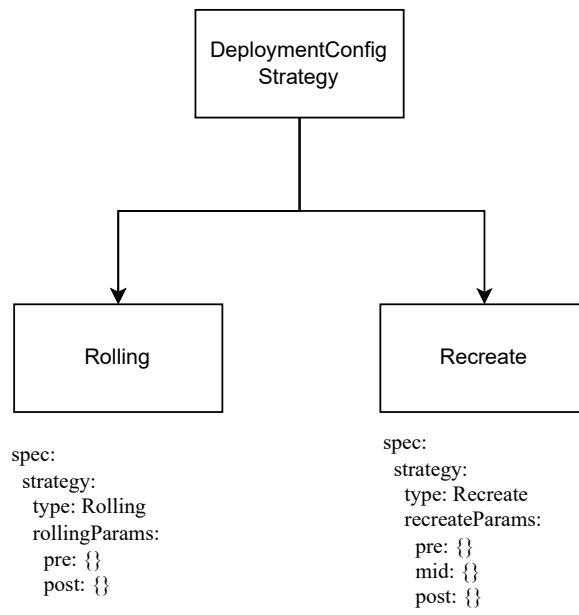 DeploymentConfig
Strategy
Rolling
Recreate
spec:
  strategy:
    type: Rolling
    rollingParams:
      pre: {}
      post: {}
spec:
  strategy:
    type: Recreate
    recreateParams:
      pre: {}
      mid: {}
      post: {}